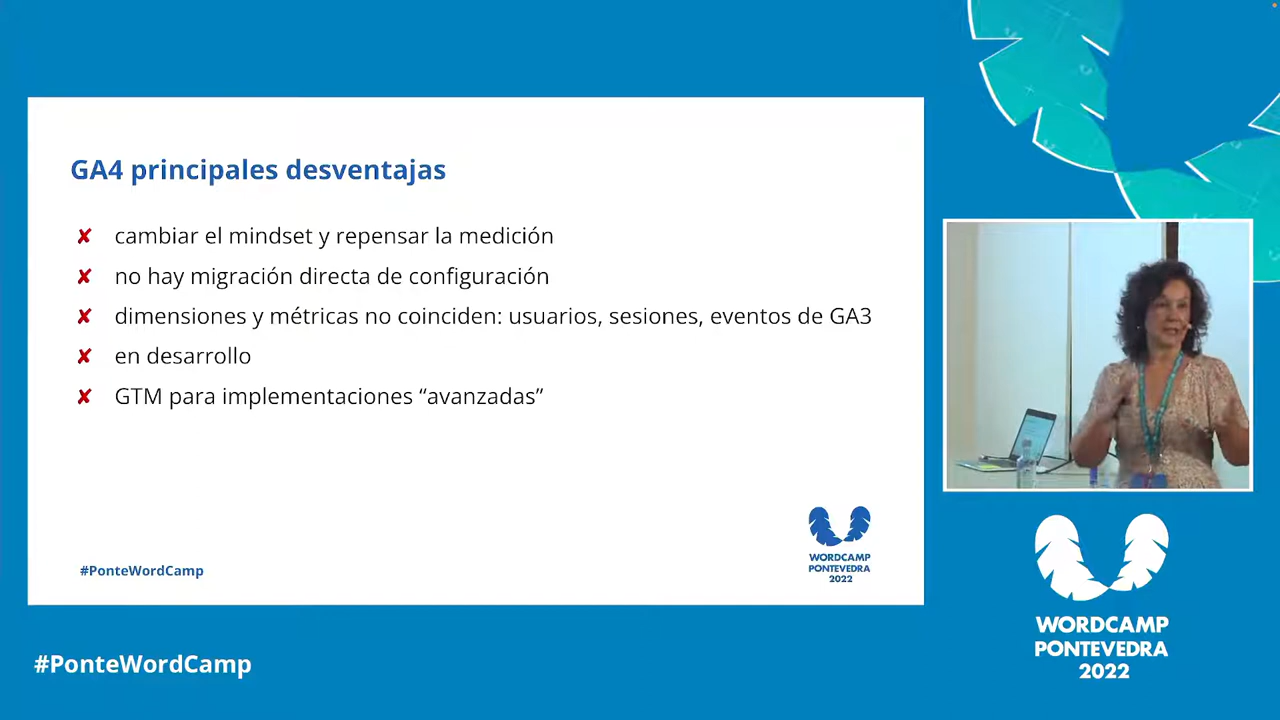 GA4 principales desventajas
✘ cambiar el mindset y repensar la medición
✘ no hay migración directa de configuración
✘ dimensiones y métricas no coinciden: usuarios, sesiones, eventos de GA3
✘ en desarrollo
✘ GTM para implementaciones “avanzadas”
#PonteWordCamp
WORDCAMP
PONTEVEDRA
2022
#PonteWordCamp
WORDCAMP
PONTEVEDRA
2022